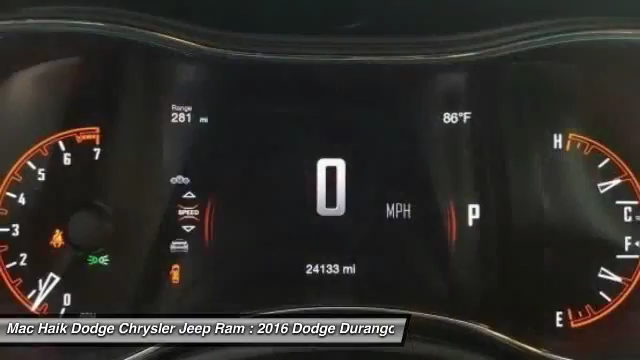 Range
281 mi
86°F
7
6
5
4
3
2
1
0
SPEED
0
MPH
P
24133 mi
H
C
F
E
Mac Haik Dodge Chrysler Jeep Ram : 2016 Dodge Durango